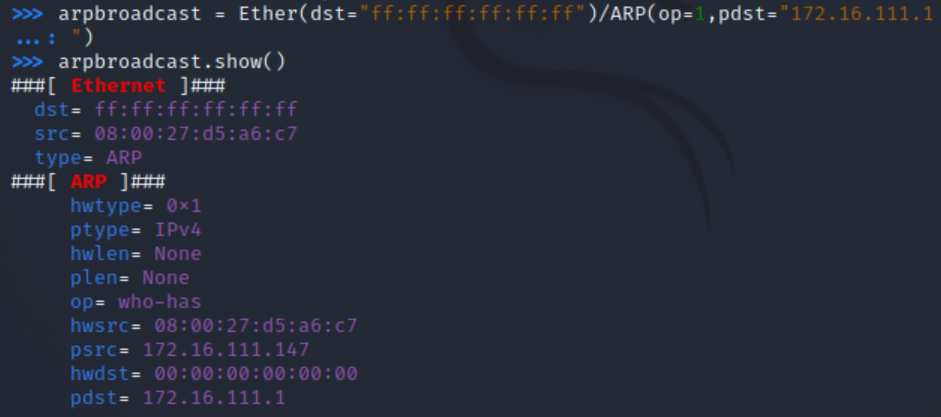 >>> arpbroadcast = Ether(dst="ff:ff:ff:ff:ff:ff")/ARP(op=1,pdst="172.16.111.1
...: ")
>>> arpbroadcast.show()
###[ Ethernet ]###
  dst= ff:ff:ff:ff:ff:ff
  src= 08:00:27:d5:a6:c7
  type= ARP
###[ ARP ]###
     hwtype= 0×1
     ptype= IPv4
     hwlen= None
     plen= None
     op= who-has
     hwsrc= 08:00:27:d5:a6:c7
     psrc= 172.16.111.147
     hwdst= 00:00:00:00:00:00
     pdst= 172.16.111.1